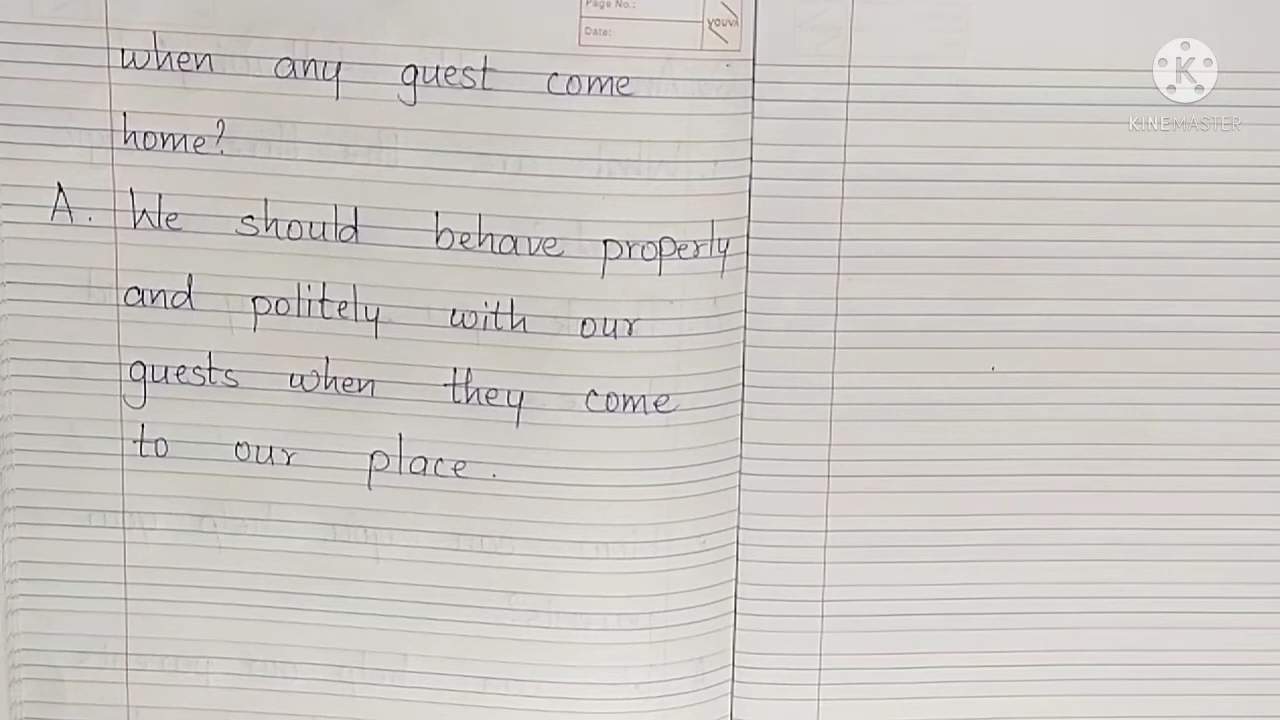 Page No.:
Date:
YOUVA
KINEMASTER
when any guest come
home?
A. We should behave properly
and politely with our
guests when they come
to our place.